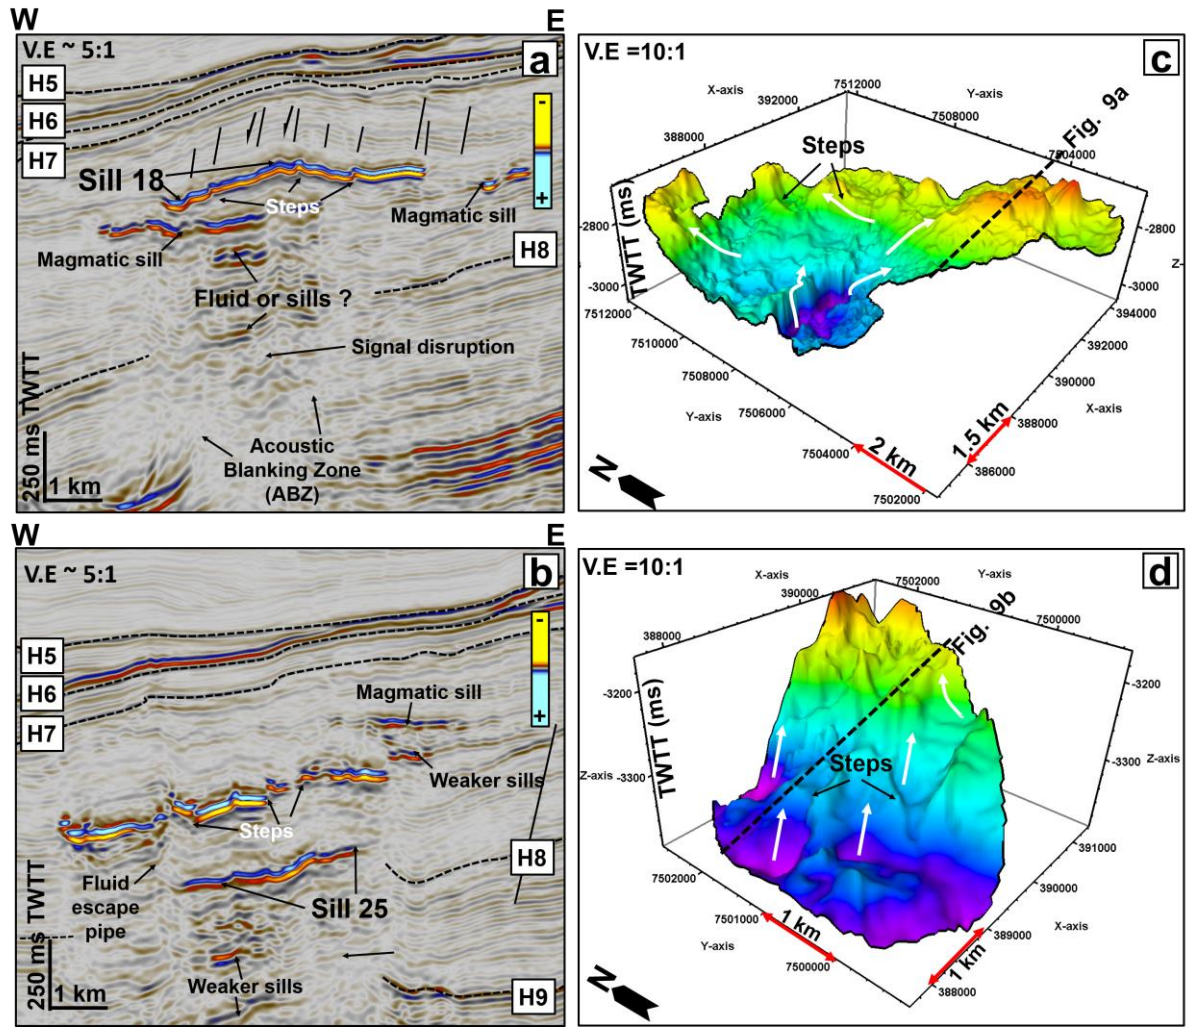 W
E
V.E ~ 5:1
a
H5
H6
H7
-
+
Sill 18
Steps
Magmatic sill
Magmatic sill
H8
Fluid or sills ?
Signal disruption
Acoustic
Blanking Zone
(ABZ)
250 ms TWTT
1 km
V.E =10:1
c
X-axis
Y-axis
7512000
392000
388000
7508000
7504000
Fig. 9a
Steps
TWTT (ms)
-2800
-3000
-2800
Z-
-3000
7512000
7510000
7508000
7506000
7504000
7502000
Y-axis
394000
392000
390000
388000
386000
X-axis
2 km
1.5 km
N
W
E
V.E ~ 5:1
b
H5
H6
H7
-
+
Magmatic sill
Weaker sills
Steps
H8
Fluid
escape
pipe
Sill 25
Weaker sills
H9
250 ms TWTT
1 km
V.E =10:1
d
X-axis
Y-axis
7502000
390000
388000
7500000
Fig. 9b
Steps
TWTT (ms)
-3200
Z-axis
-3300
-3200
-3300
Z-axis
7502000
7501000
7500000
Y-axis
391000
390000
389000
388000
X-axis
1 km
1 km
N